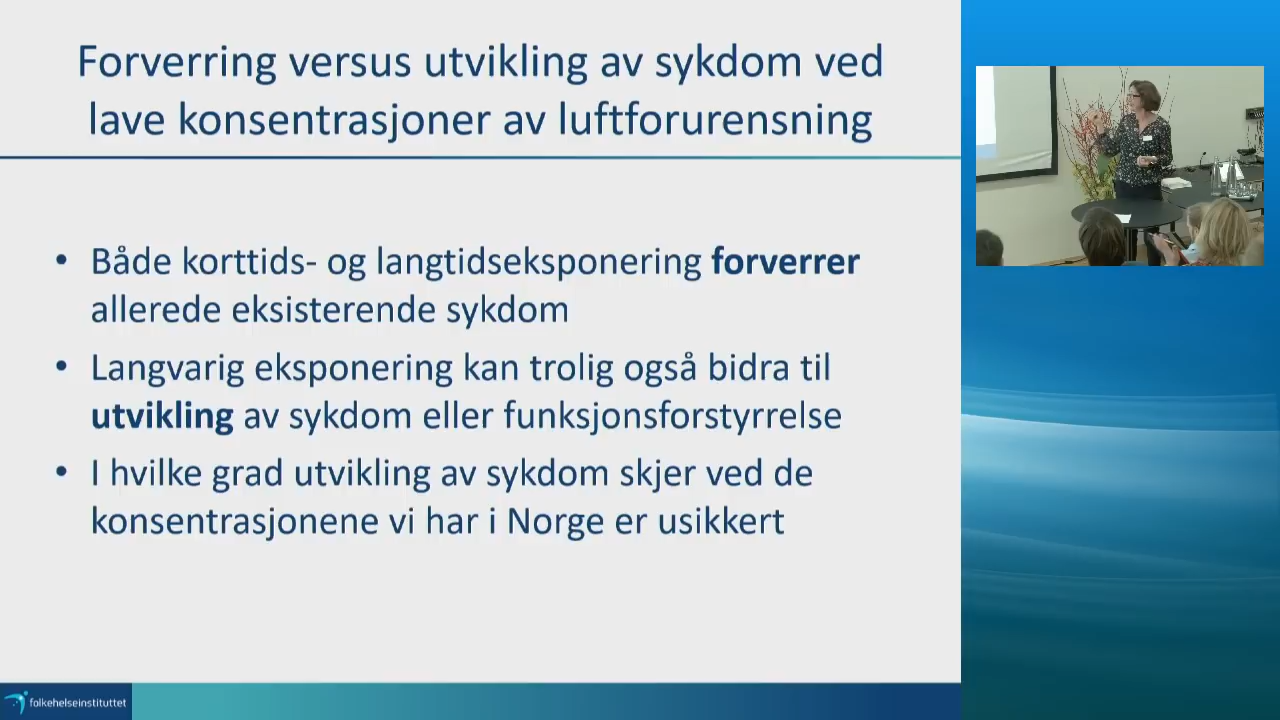 Forverring versus utvikling av sykdom ved
lave konsentrasjoner av luftforurensning
• Både korttids- og langtidseksponering forverrer
allerede eksisterende sykdom
• Langvarig eksponering kan trolig også bidra til
utvikling av sykdom eller funksjonsforstyrrelse
• I hvilke grad utvikling av sykdom skjer ved de
konsentrasjonene vi har i Norge er usikkert
folkehelseinstituttet